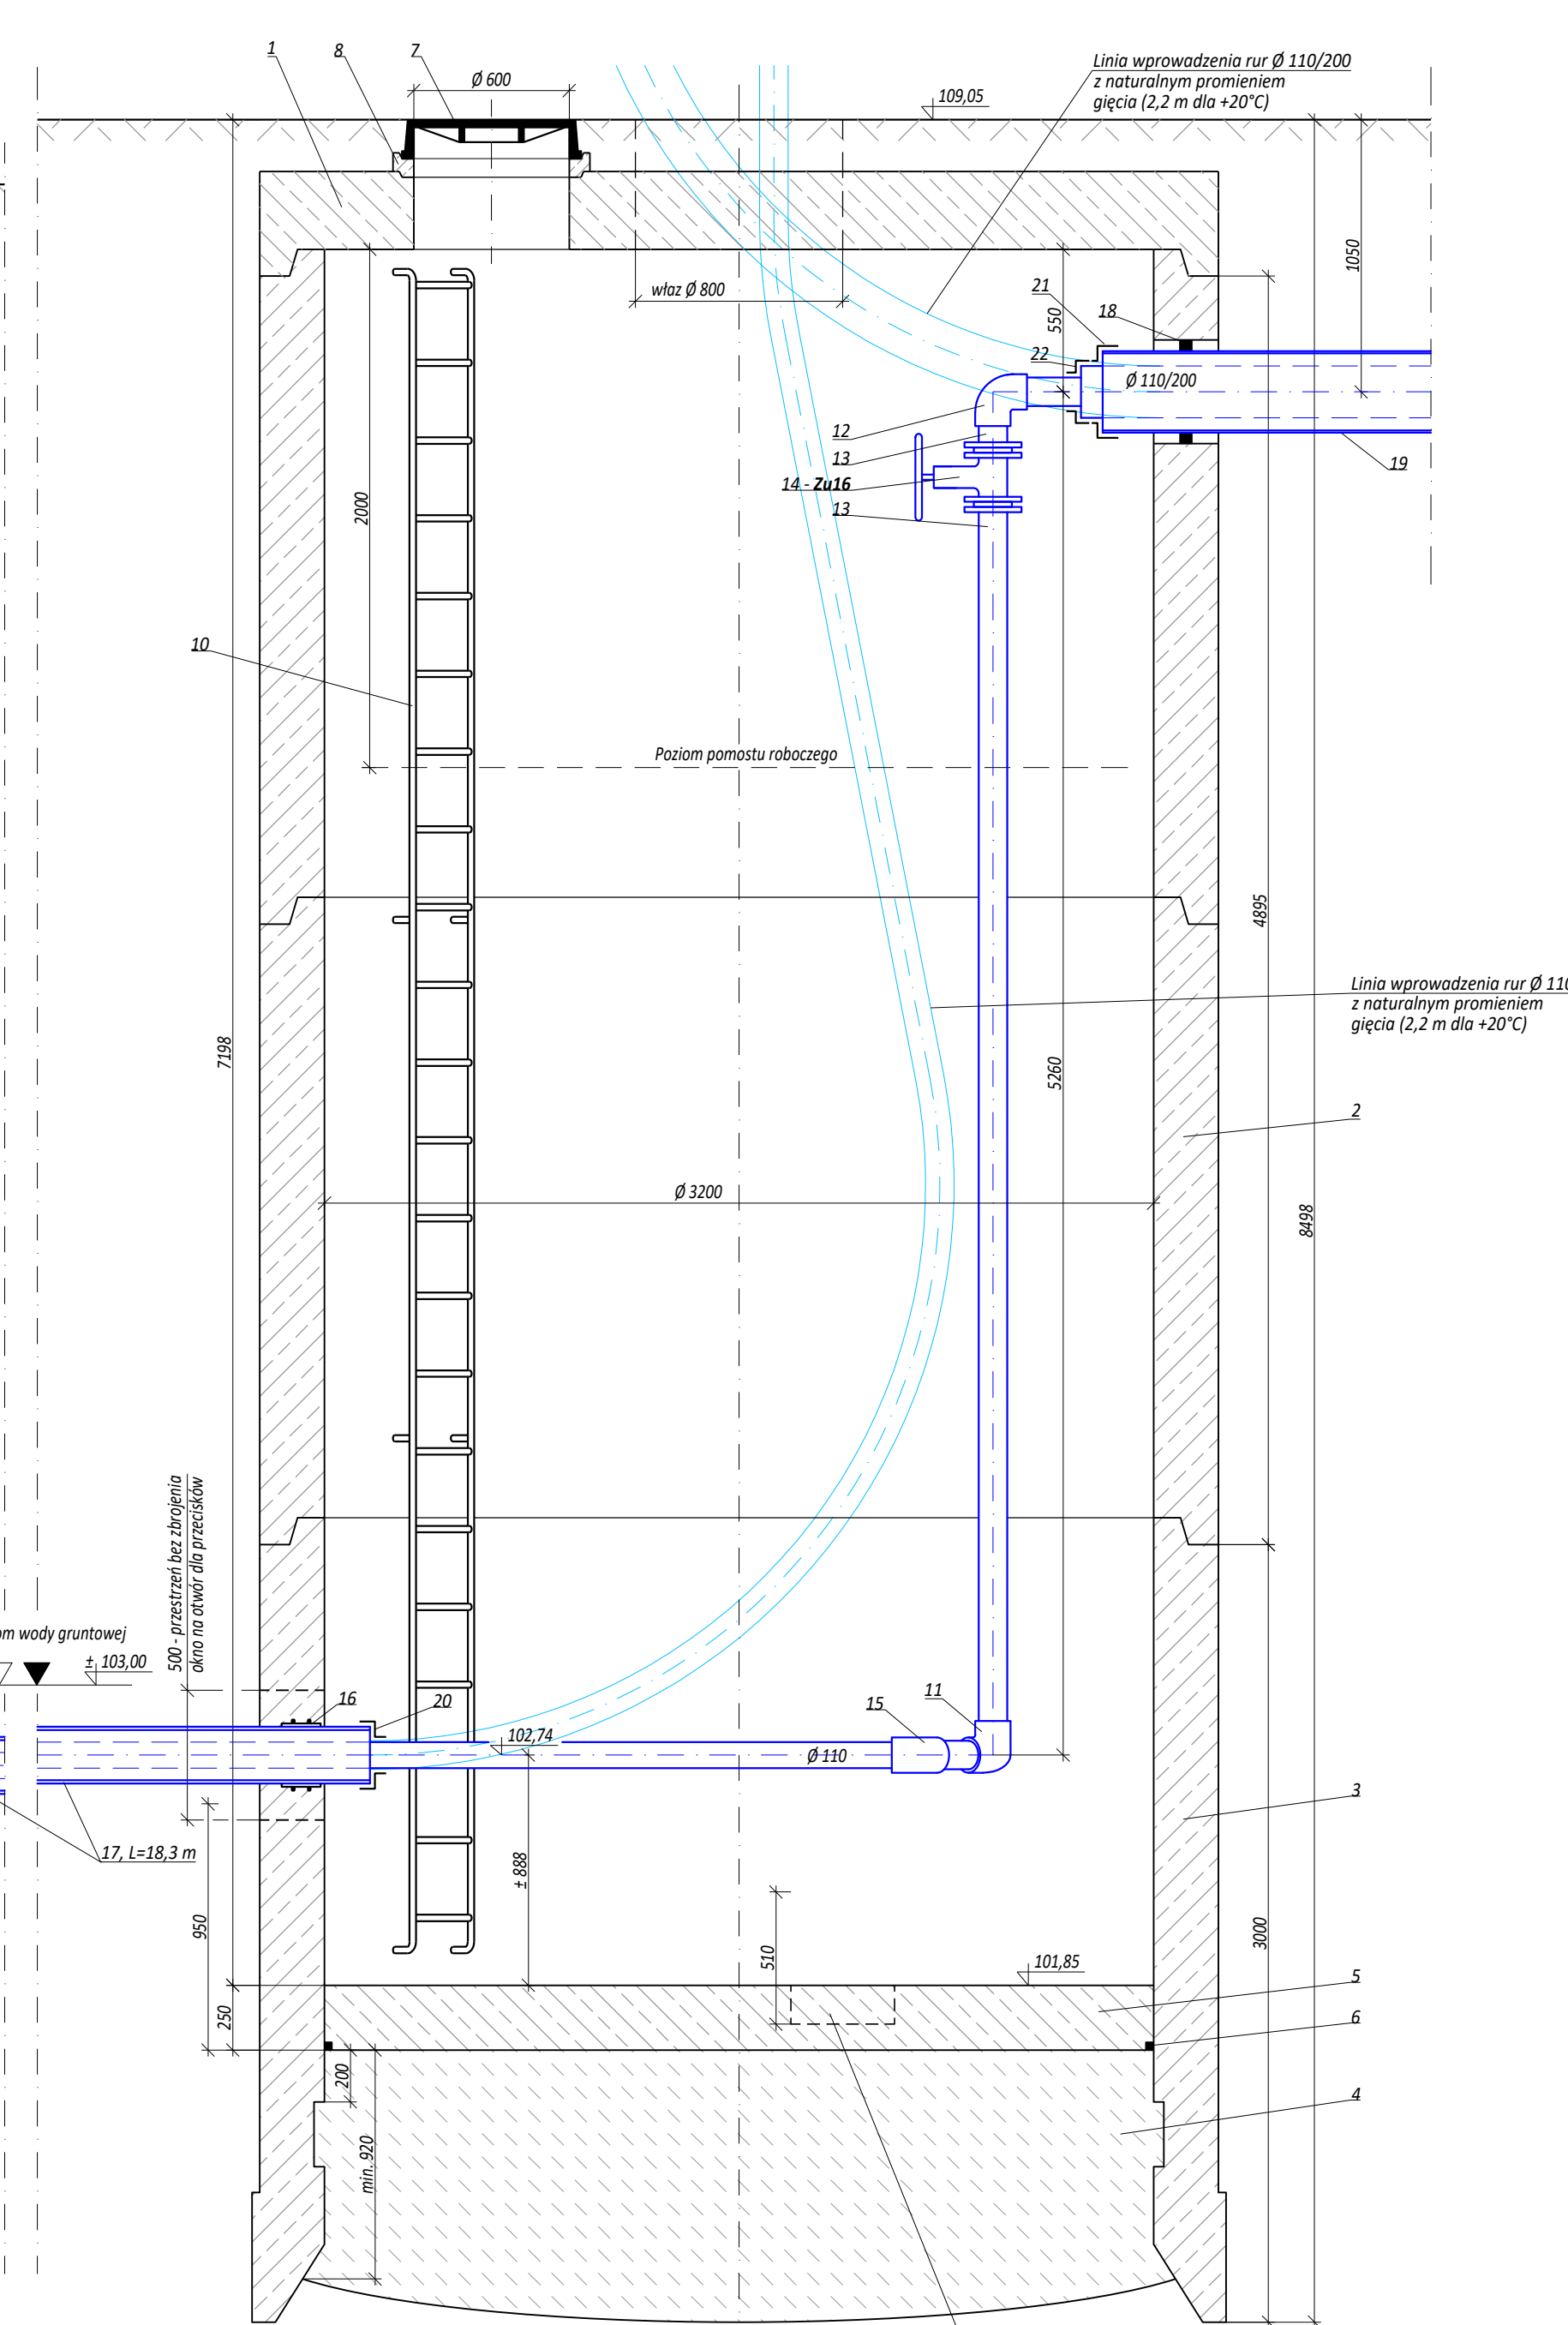 1
8
7
Ø 600
Linia wprowadzenia rur Ø 110/200
z naturalnym promieniem
gięcia (2,2 m dla +20°C)
109,05
1050
właz Ø 800
21
550
18
22
Ø 110/200
12
13
14 - Zu16
13
19
2000
10
Poziom pomostu roboczego
4895
Linia wprowadzenia rur Ø 110
z naturalnym promieniem
gięcia (2,2 m dla +20°C)
7198
5260
2
Ø 3200
8498
500 - przestrzeń bez zbrojenia
okno na otwór dla przecisków
wody gruntowej
± 103,00
16
20
102,74
15
11
Ø 110
3
17, L=18,3 m
± 888
950
510
3000
101,85
5
250
6
200
4
min. 920